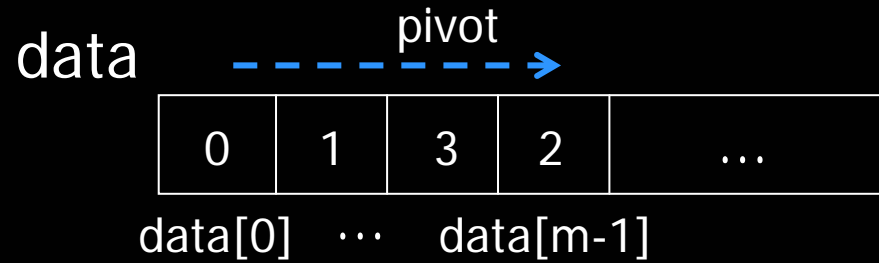 pivot
data
0 1 3 2 …
data[0] … data[m-1]